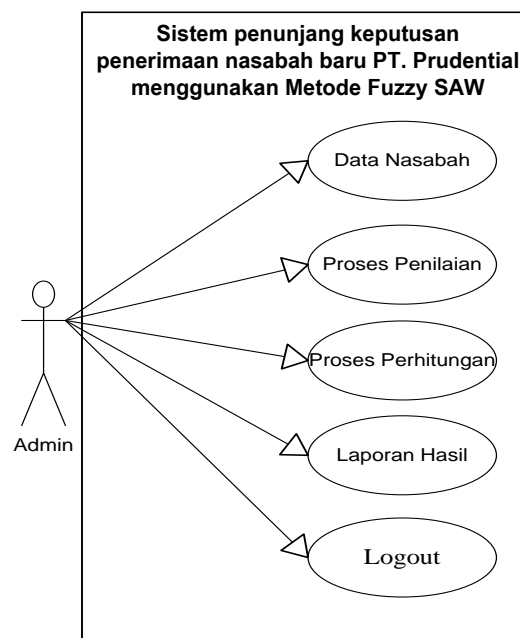 Sistem penunjang keputusan
penerimaan nasabah baru PT. Prudential
menggunakan Metode Fuzzy SAW
Data Nasabah
Proses Penilaian
Proses Perhitungan
Admin
Laporan Hasil
Logout